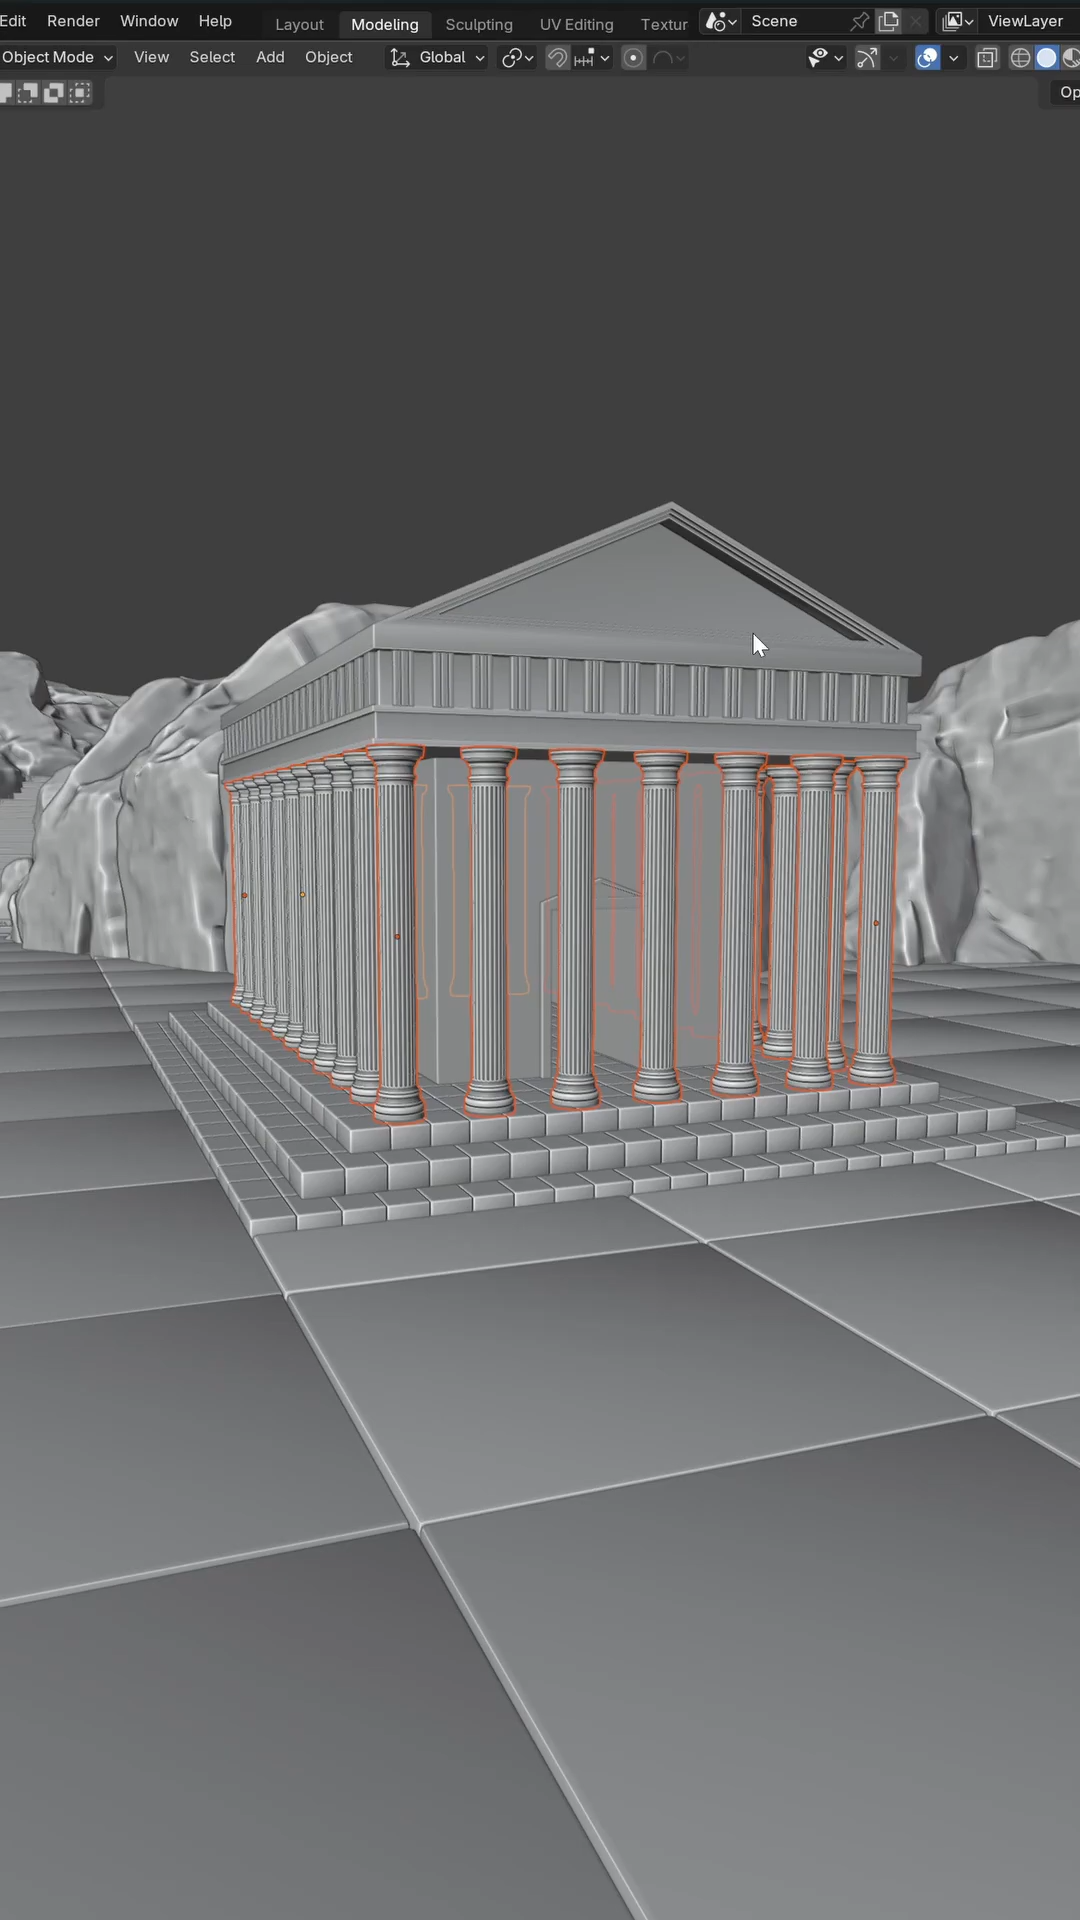 Edit Render Window Help Layout Modeling Sculpting UV Editing Textur Scene ViewLayer
Object Mode View Select Add Object Global
Op